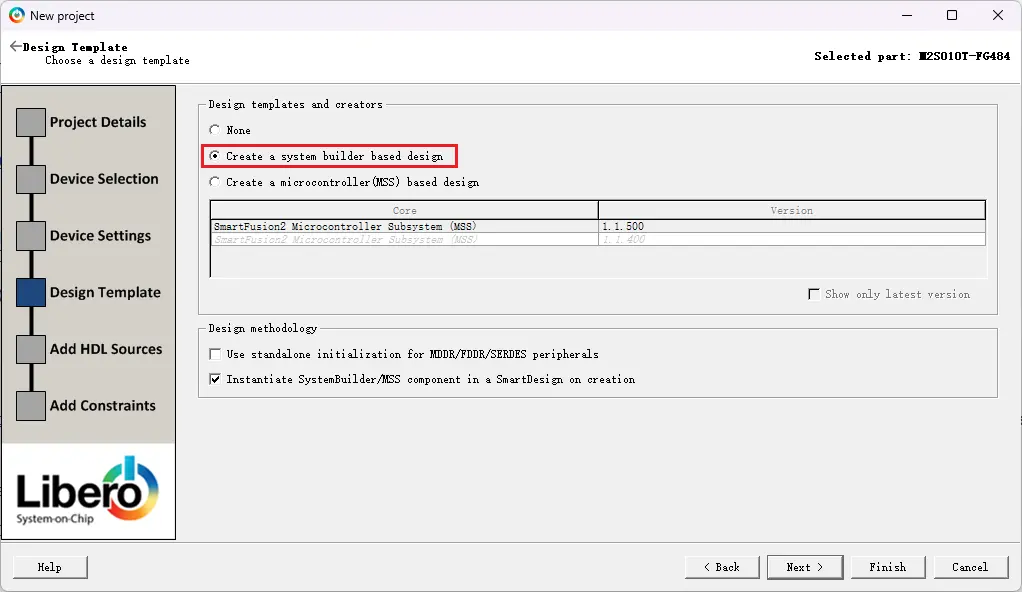 New project
Design Template
Choose a design template
Selected part: M2S010T-FG484
Project Details
Device Selection
Device Settings
Design Template
Add HDL Sources
Add Constraints
Libero
System-on-Chip
Design templates and creators
None
Create a system builder based design
Create a microcontroller(MSS) based design
Core Version
SmartFusion2 Microcontroller Subsystem (MSS) 1.1.500
SmartFusion2 Microcontroller Subsystem (MSS) 1.1.400
Show only latest version
Design methodology
Use standalone initialization for MDDR/FDDR/SERDES peripherals
Instantiate SystemBuilder/MSS component in a SmartDesign on creation
Help < Back Next > Finish Cancel